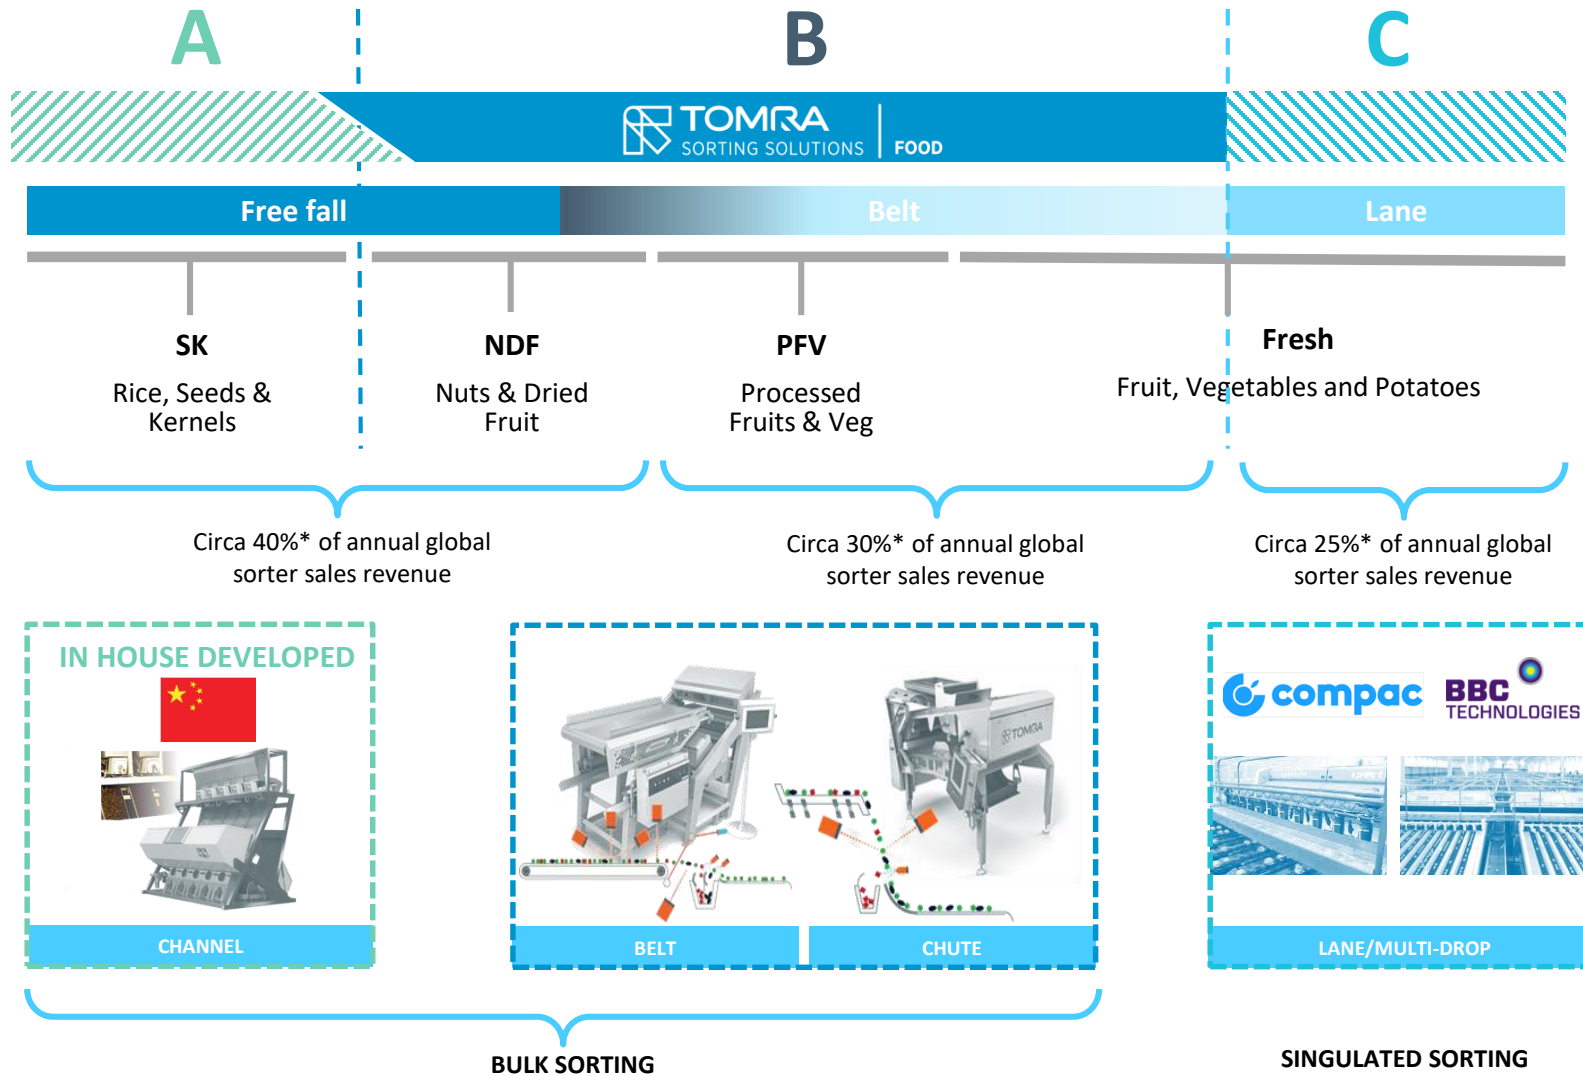 A
B
C
TOMRA
SORTING SOLUTIONS
FOOD
Free fall
Belt
Lane
SK
NDF
PFV
Fresh
Rice, Seeds &
Kernels
Nuts & Dried
Fruit
Processed
Fruits & Veg
Fruit, Vegetables and Potatoes
Circa 40%* of annual global
sorter sales revenue
Circa 30%* of annual global
sorter sales revenue
Circa 25%* of annual global
sorter sales revenue
IN HOUSE DEVELOPED
compac
BBC
TECHNOLOGIES
TOMRA
CHANNEL
BELT
CHUTE
LANE/MULTI-DROP
BULK SORTING
SINGULATED SORTING